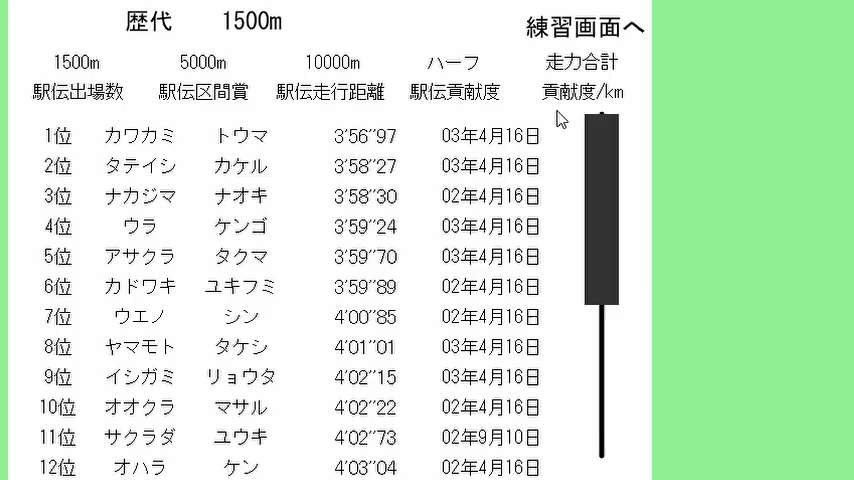 歴代 1500m 練習画面へ
1500m 5000m 10000m ハーフ 走力合計
駅伝出場数 駅伝区間賞 駅伝走行距離 駅伝貢献度 貢献度/km
1位 カワカミ トウマ 3'56''97 03年4月16日
2位 タテイシ カケル 3'58''27 03年4月16日
3位 ナカジマ ナオキ 3'58''30 02年4月16日
4位 ウラ ケンゴ 3'59''24 03年4月16日
5位 アサクラ タクマ 3'59''70 03年4月16日
6位 カドワキ ユキフミ 3'59''89 02年4月16日
7位 ウエノ シン 4'00''85 02年4月16日
8位 ヤマモト タケシ 4'01''01 03年4月16日
9位 イシガミ リョウタ 4'02''15 03年4月16日
10位 オオクラ マサル 4'02''22 02年4月16日
11位 サクラダ ユウキ 4'02''73 02年9月10日
12位 オハラ ケン 4'03''04 02年4月16日